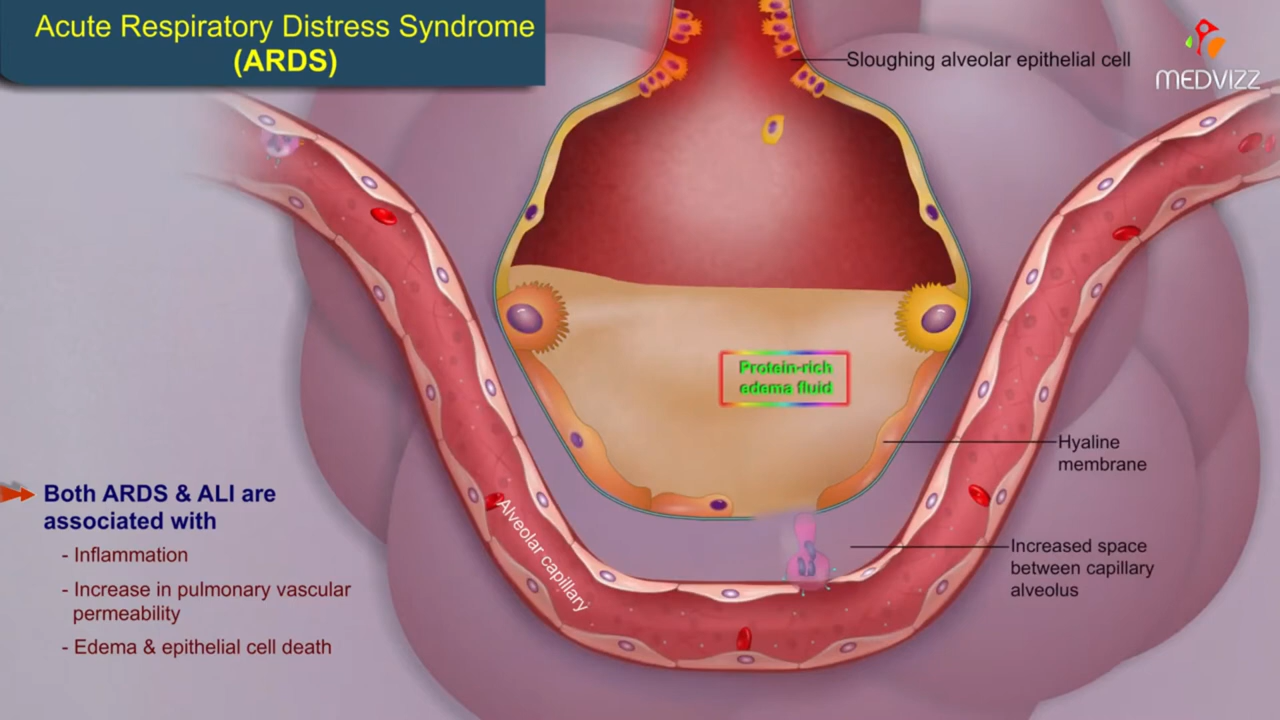 Acute Respiratory Distress Syndrome
(ARDS)
Sloughing alveolar epithelial cell
MEDVIZZ
Protein-rich
edema fluid
Hyaline
membrane
Both ARDS & ALI are
associated with
- Inflammation
- Increase in pulmonary vascular
permeability
- Edema & epithelial cell death
Alveolar capillary
Increased space
between capillary
alveolus